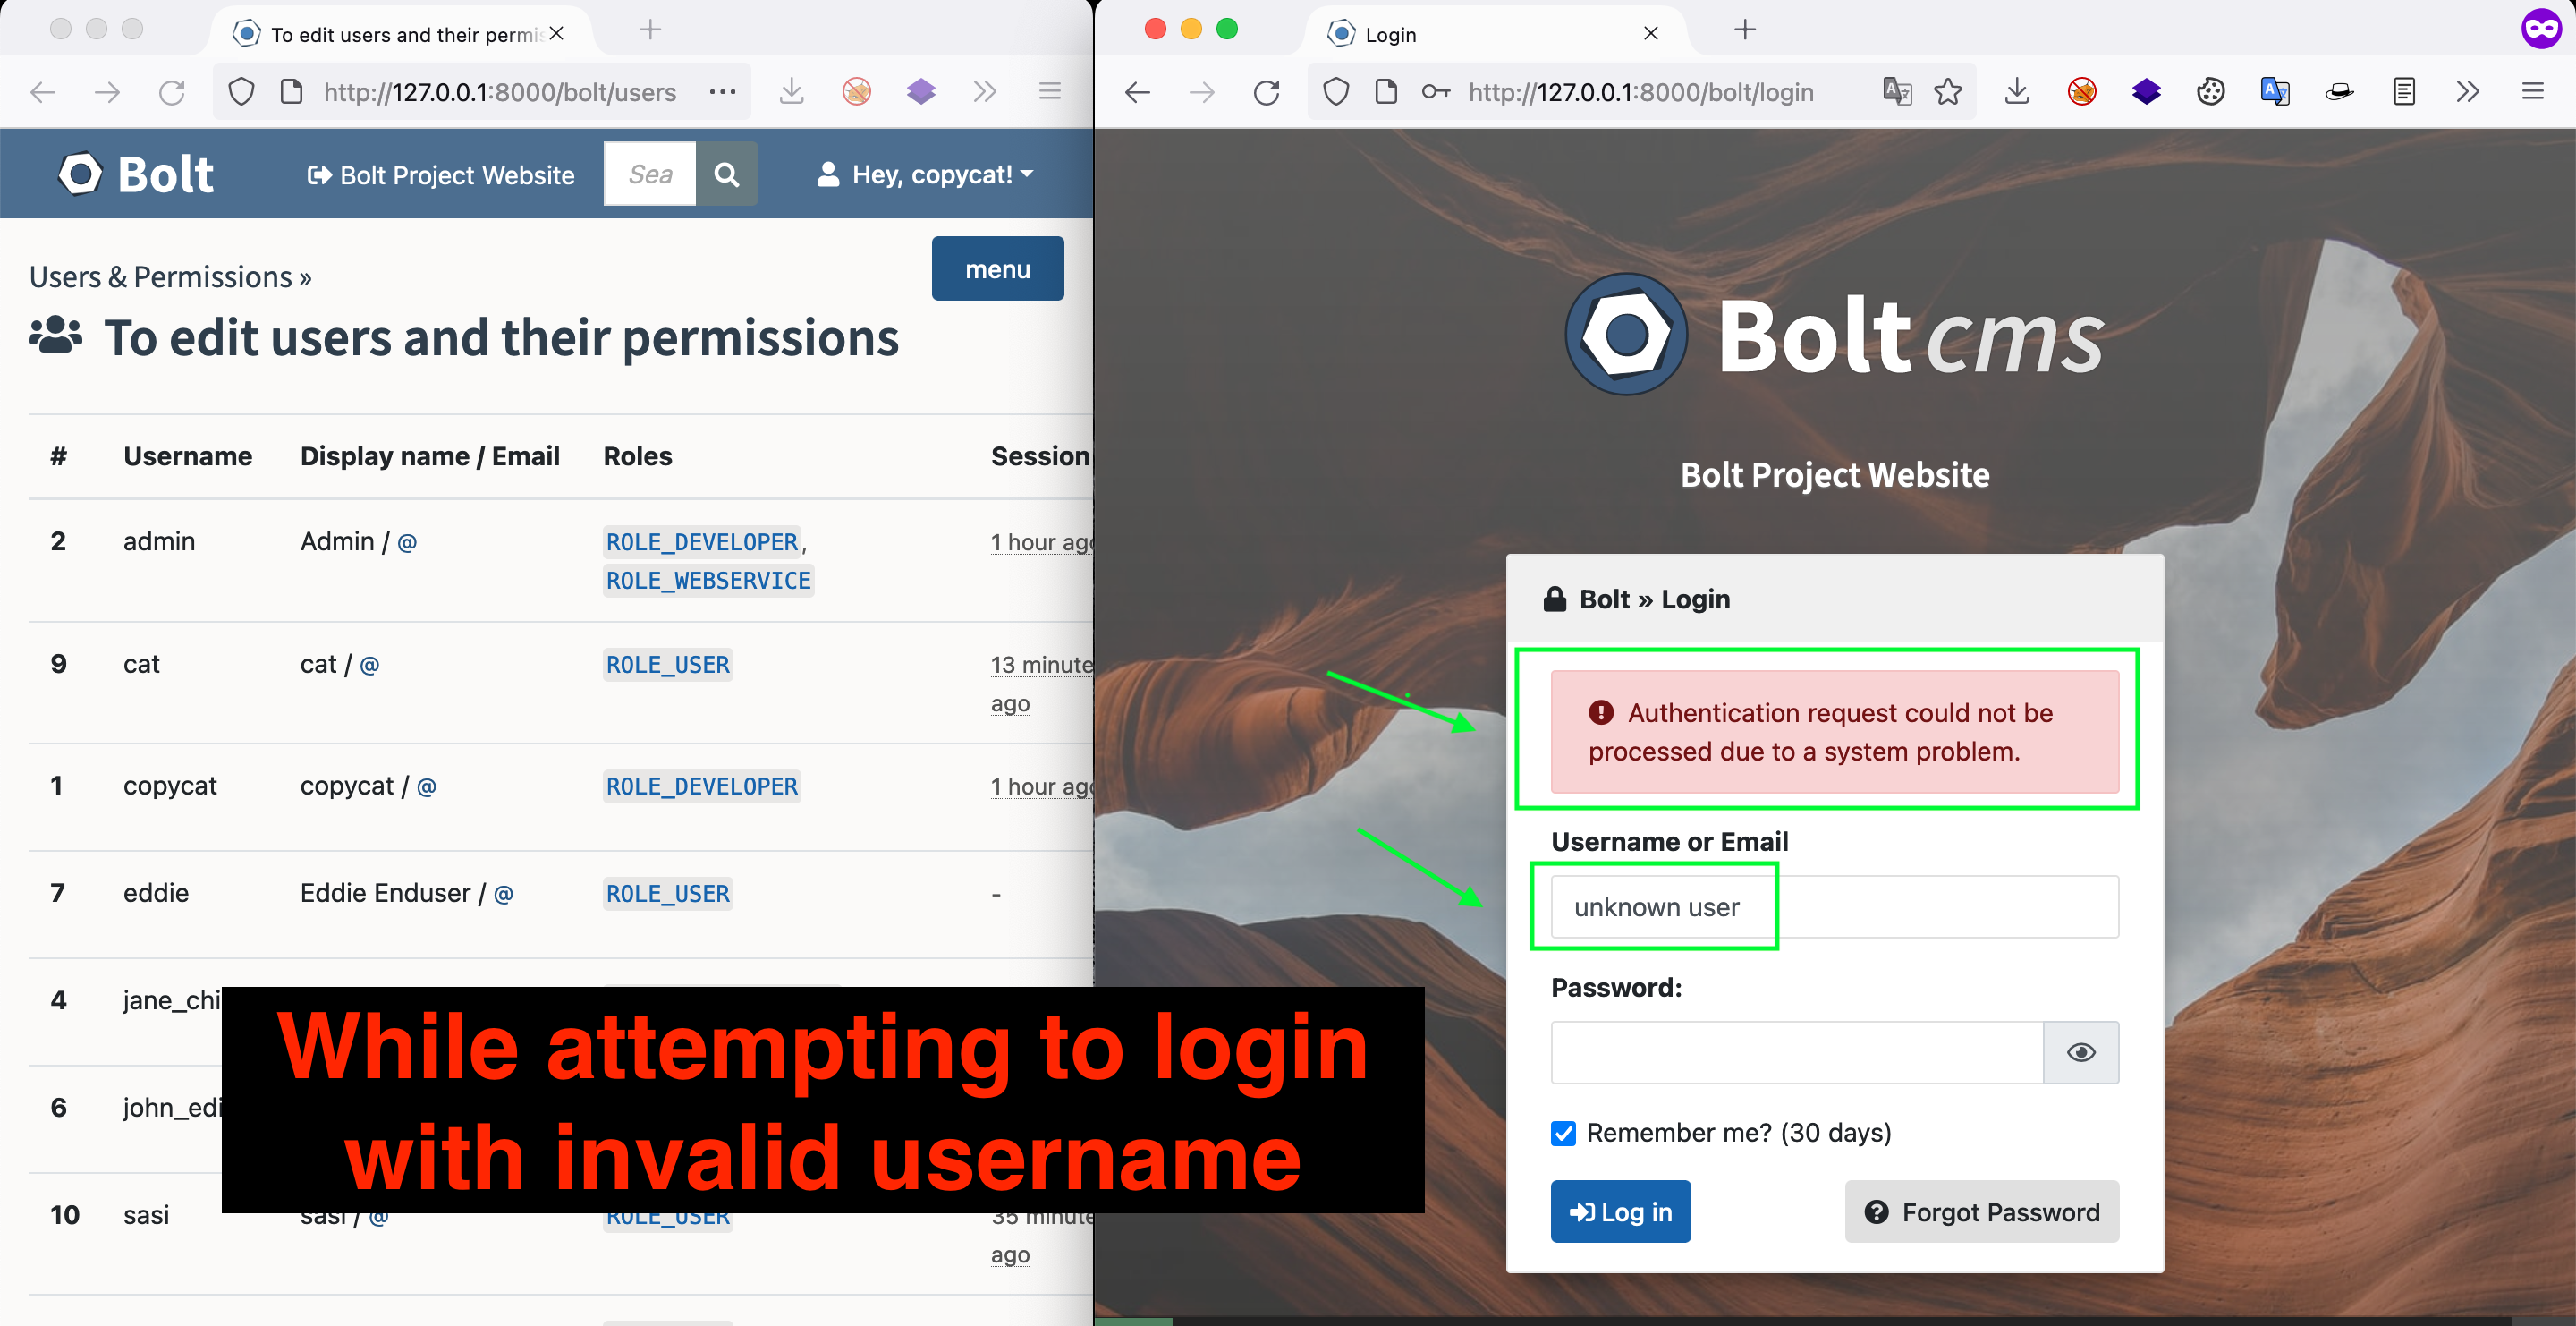 To edit users and their permis
http://127.0.0.1:8000/bolt/users
Bolt
Bolt Project Website
Sea
Hey, copycat!
Users & Permissions »
menu
To edit users and their permissions
# Username Display name / Email Roles Session
2 admin Admin / @ ROLE_DEVELOPER, 1 hour ago
ROLE_WEBSERVICE
9 cat cat / @ ROLE_USER 13 minute
ago
1 copycat copycat / @ ROLE_DEVELOPER 1 hour ago
7 eddie Eddie Enduser / @ ROLE_USER -
4 jane_chi
6 john_edi
10 sasi sasi / @ ROLE_USER 35 minute
ago
While attempting to login
with invalid username
Login
http://127.0.0.1:8000/bolt/login
Bolt cms
Bolt Project Website
Bolt » Login
Authentication request could not be
processed due to a system problem.
Username or Email
unknown user
Password:
Remember me? (30 days)
Log in
Forgot Password